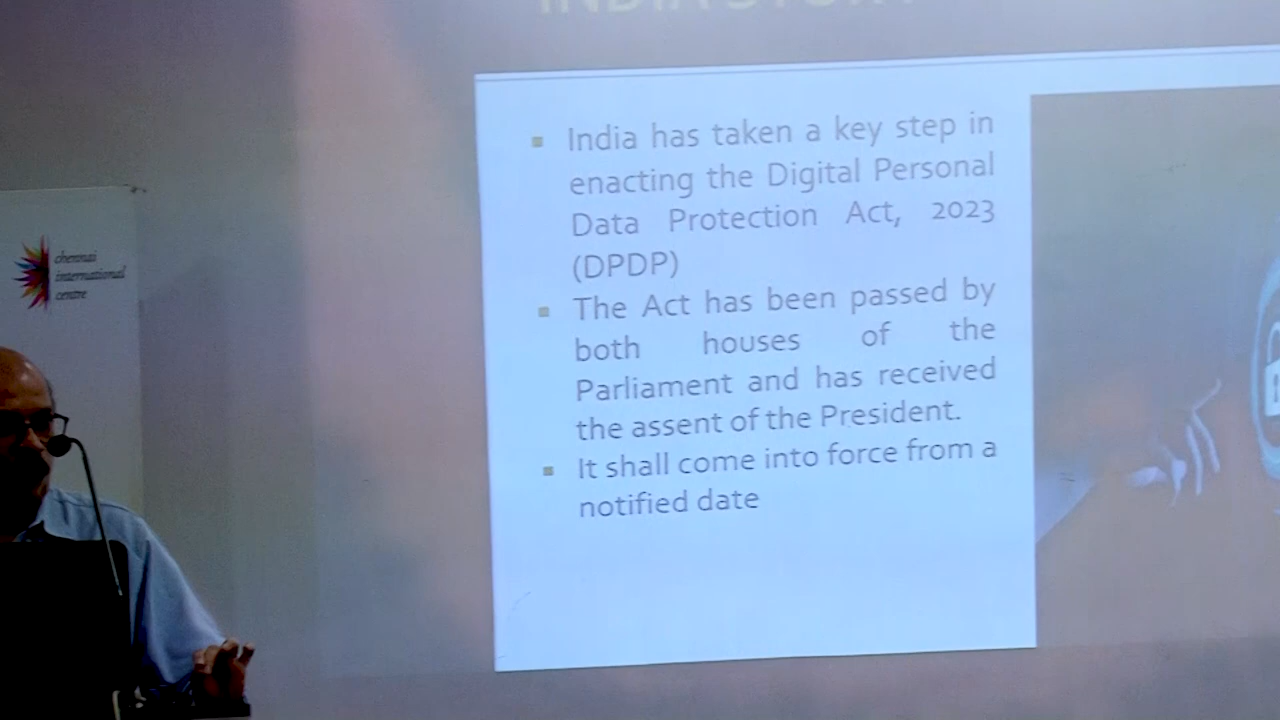 INDIA STORY
India has taken a key step in
enacting the Digital Personal
Data Protection Act, 2023
(DPDP)
The Act has been passed by
both houses of the
Parliament and has received
the assent of the President.
It shall come into force from a
notified date
chennai
international
centre